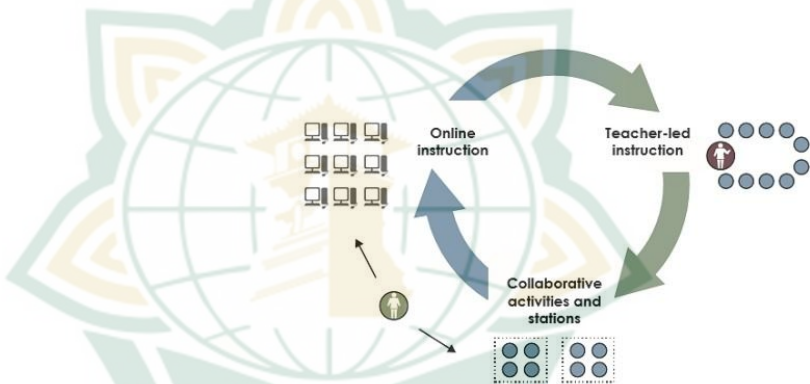 Online
instruction
Teacher-led
instruction
Collaborative
activities and
stations